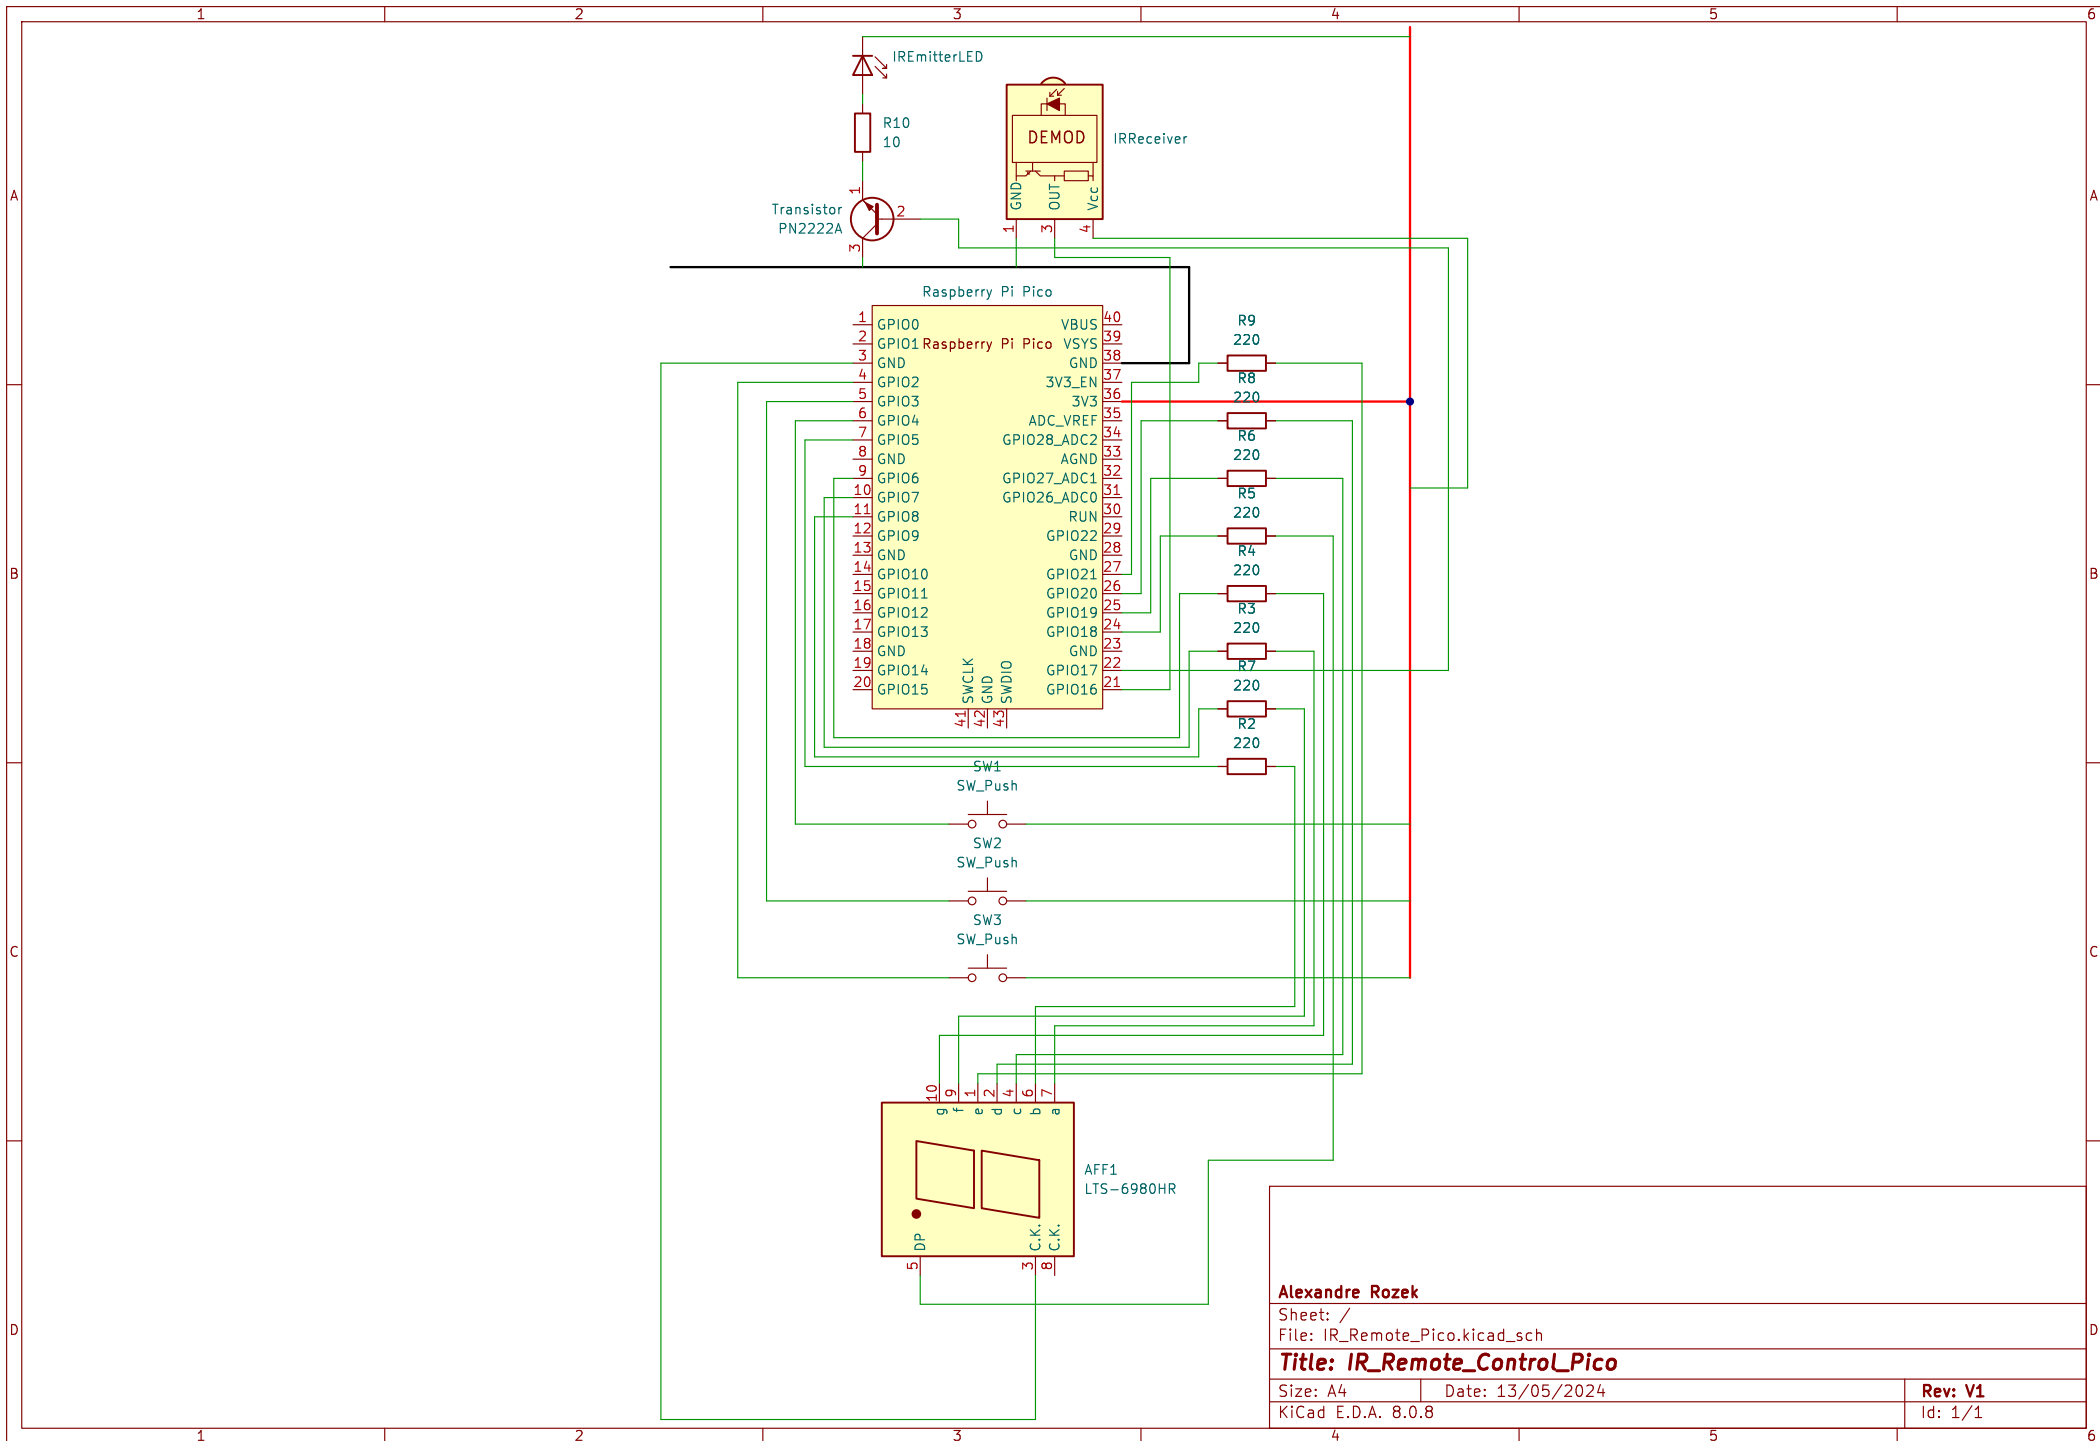 1 2 3 4 5 6
A A
B B
C C
D D
1 2 3 4 5 6
IREmitterLED
R10
10
Transistor
PN2222A
1
2
3
DEMOD
GND
OUT
Vcc
1
3
4
IRReceiver
Raspberry Pi Pico
Raspberry Pi Pico
1 GPIO0
2 GPIO1
3 GND
4 GPIO2
5 GPIO3
6 GPIO4
7 GPIO5
8 GND
9 GPIO6
10 GPIO7
11 GPIO8
12 GPIO9
13 GND
14 GPIO10
15 GPIO11
16 GPIO12
17 GPIO13
18 GND
19 GPIO14
20 GPIO15
VBUS 40
VSYS 39
GND 38
3V3_EN 37
3V3 36
ADC_VREF 35
GPIO28_ADC2 34
AGND 33
GPIO27_ADC1 32
GPIO26_ADC0 31
RUN 30
GPIO22 29
GND 28
GPIO21 27
GPIO20 26
GPIO19 25
GPIO18 24
GND 23
GPIO17 22
GPIO16 21
SWCLK 41
GND 42
SWDIO 43
R9
220
R8
220
R6
220
R5
220
R4
220
R3
220
R7
220
R2
220
SW1
SW_Push
SW2
SW_Push
SW3
SW_Push
10 9 1 2 4 6 7
g f e d c b a
AFF1
LTS-6980HR
DP C.K. C.K.
5 3 8
Alexandre Rozek
Sheet: /
File: IR_Remote_Pico.kicad_sch
Title: IR_Remote_Control_Pico
Size: A4 Date: 13/05/2024 Rev: V1
KiCad E.D.A. 8.0.8 Id: 1/1